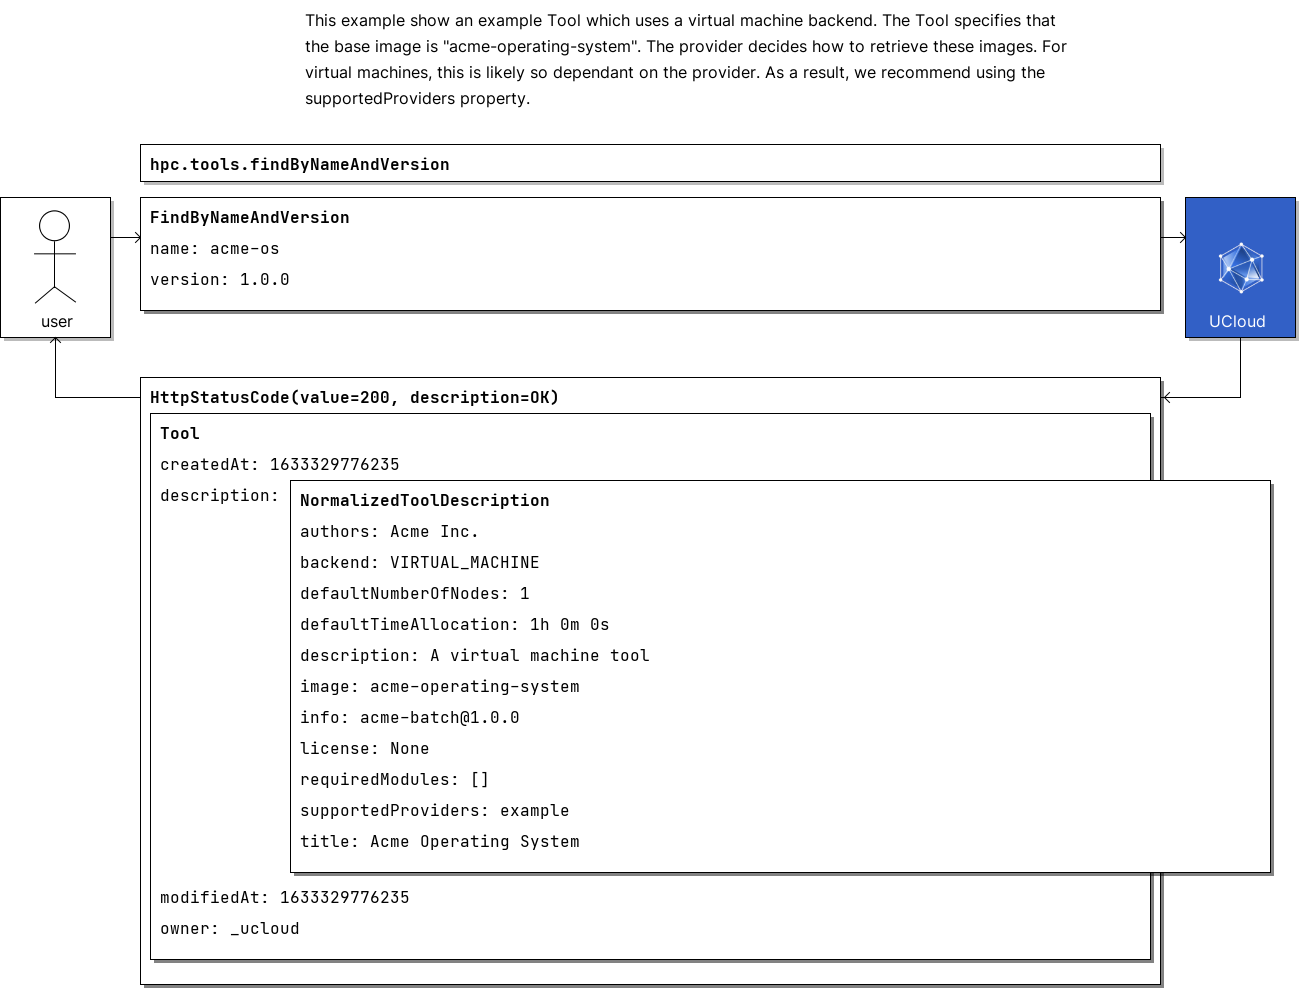 This example show an example Tool which uses a virtual machine backend. The Tool specifies that
the base image is "acme-operating-system". The provider decides how to retrieve these images. For
virtual machines, this is likely so dependant on the provider. As a result, we recommend using the
supportedProviders property.
hpc.tools.findByNameAndVersion
FindByNameAndVersion
name: acme-os
version: 1.0.0
user
UCloud
HttpStatusCode(value=200, description=OK)
Tool
createdAt: 1633329776235
description:
NormalizedToolDescription
authors: Acme Inc.
backend: VIRTUAL_MACHINE
defaultNumberOfNodes: 1
defaultTimeAllocation: 1h 0m 0s
description: A virtual machine tool
image: acme-operating-system
info: acme-batch@1.0.0
license: None
requiredModules: []
supportedProviders: example
title: Acme Operating System
modifiedAt: 1633329776235
owner: _ucloud